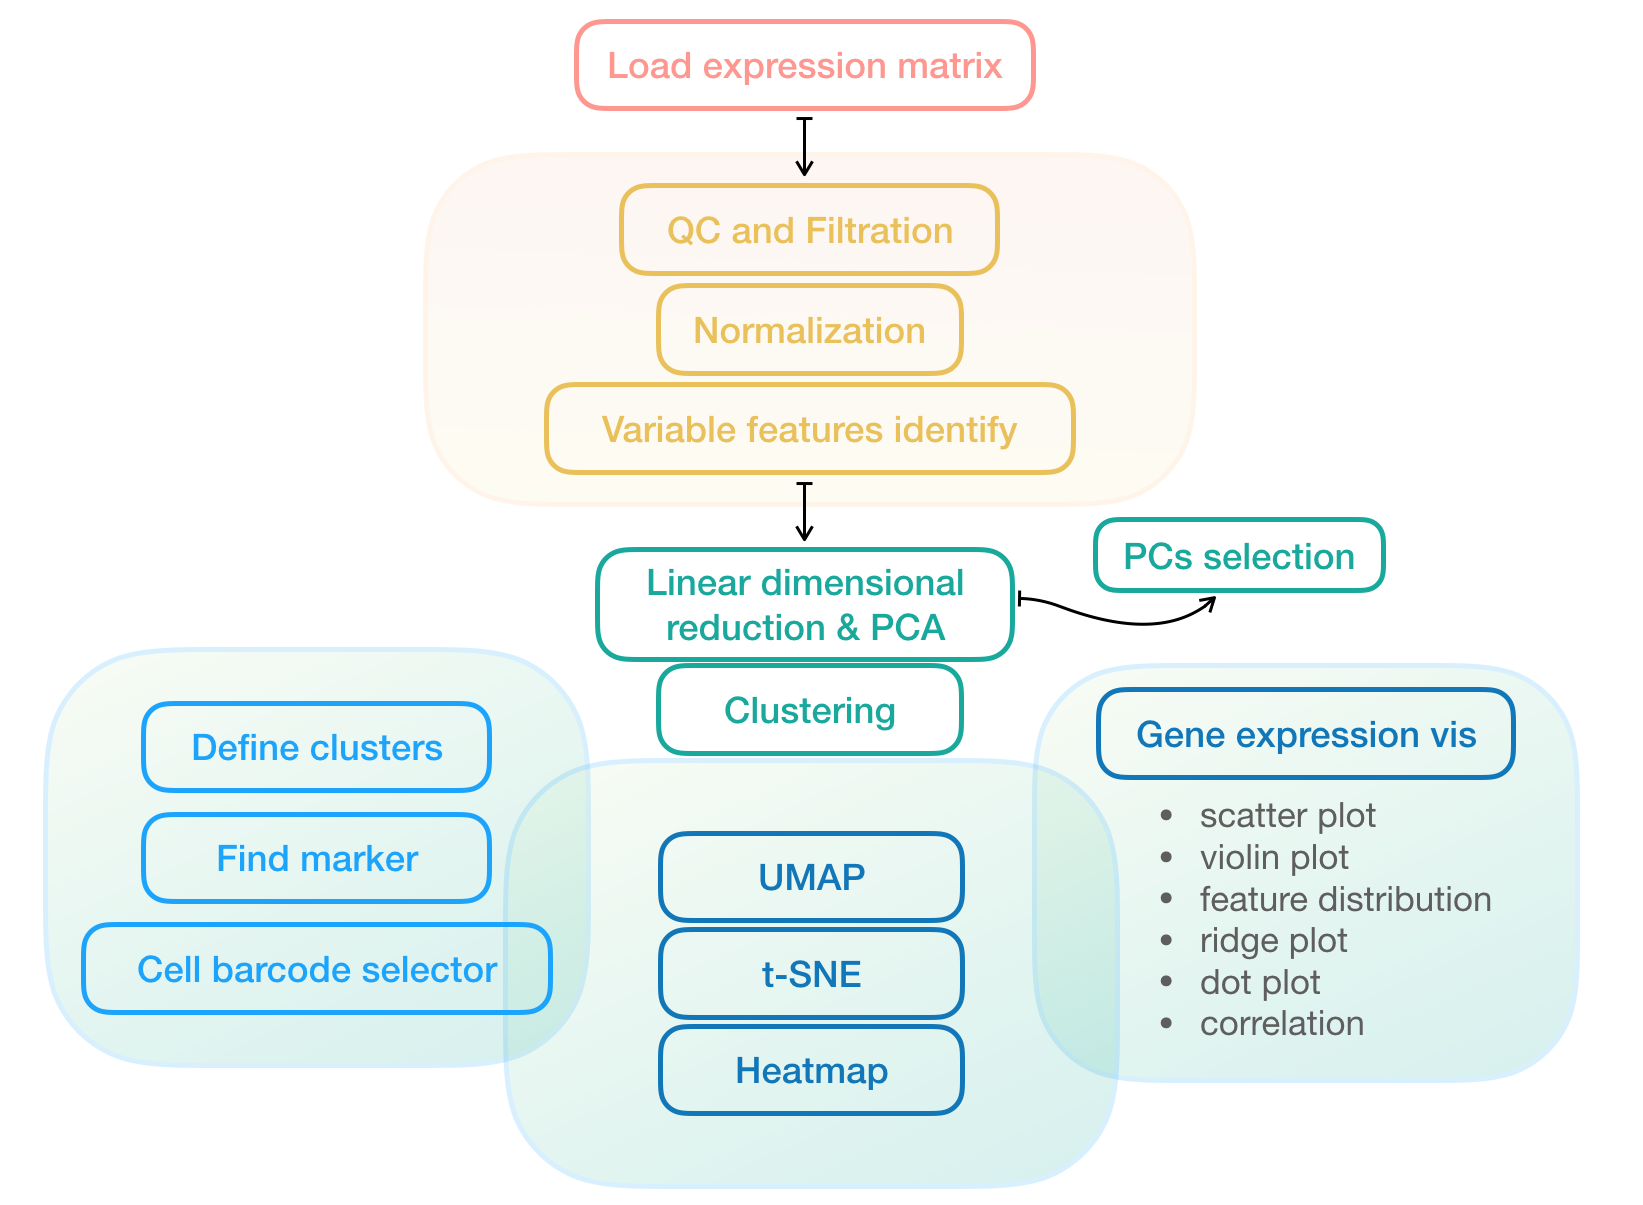 Load expression matrix
QC and Filtration
Normalization
Variable features identify
Linear dimensional
reduction & PCA
PCs selection
Clustering
Define clusters
Find marker
Cell barcode selector
UMAP
t-SNE
Heatmap
Gene expression vis
• scatter plot
• violin plot
• feature distribution
• ridge plot
• dot plot
• correlation